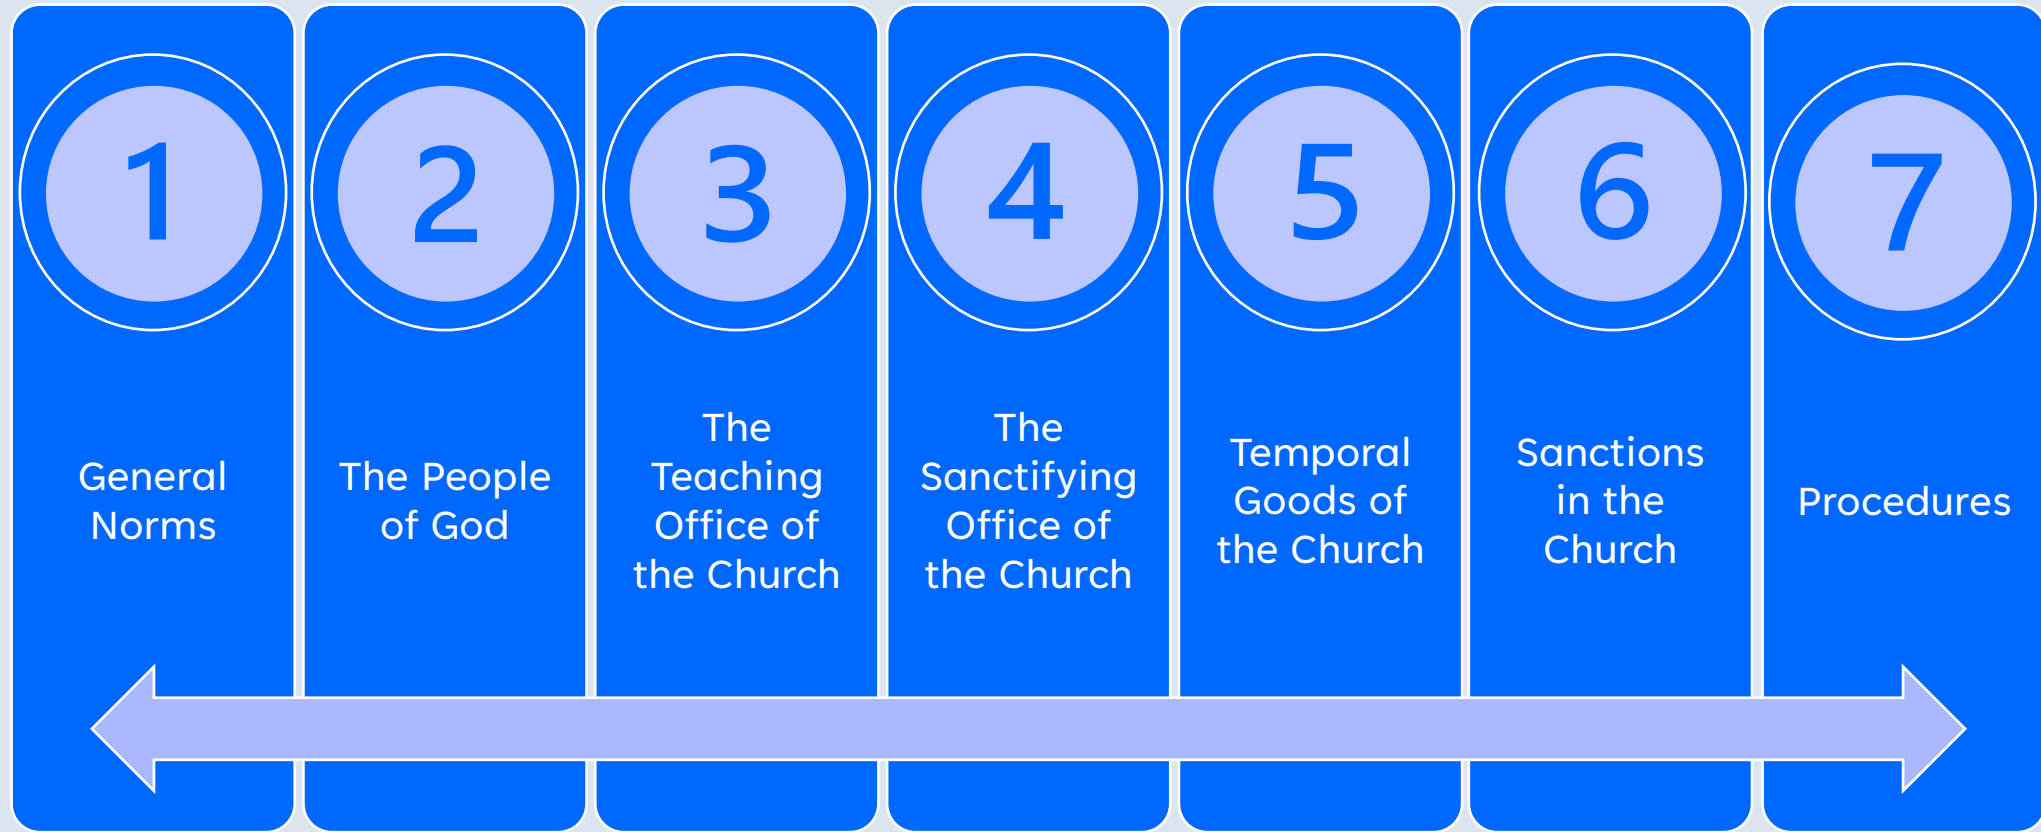 1
General
Norms
2
The People
of God
3
The
Teaching
Office of
the Church
4
The
Sanctifying
Office of
the Church
5
Temporal
Goods of
the Church
6
Sanctions
in the
Church
7
Procedures